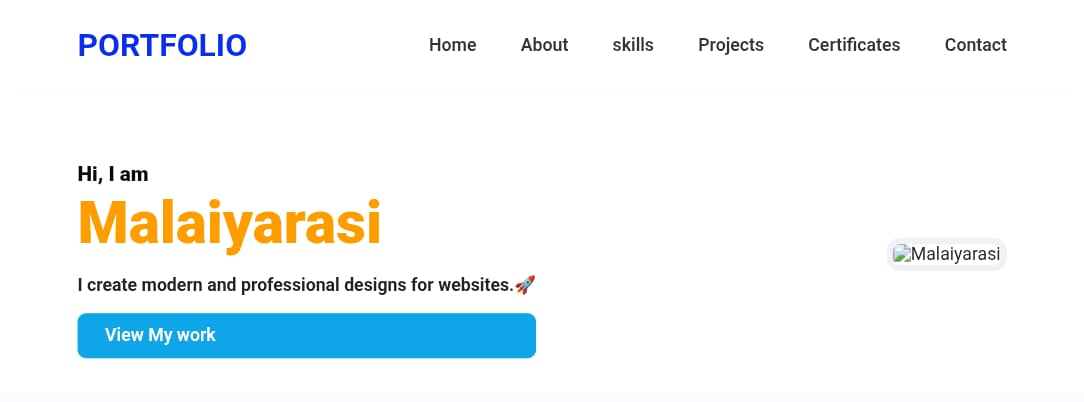 PORTFOLIO
Home About skills Projects Certificates Contact
Hi, I am
Malaiyarasi
I create modern and professional designs for websites.🚀
Malaiyarasi
View My work